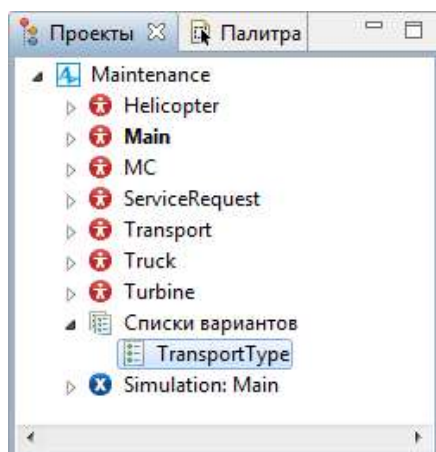 Проекты Палитра
Maintenance
Helicopter
Main
MC
ServiceRequest
Transport
Truck
Turbine
Списки вариантов
TransportType
Simulation: Main